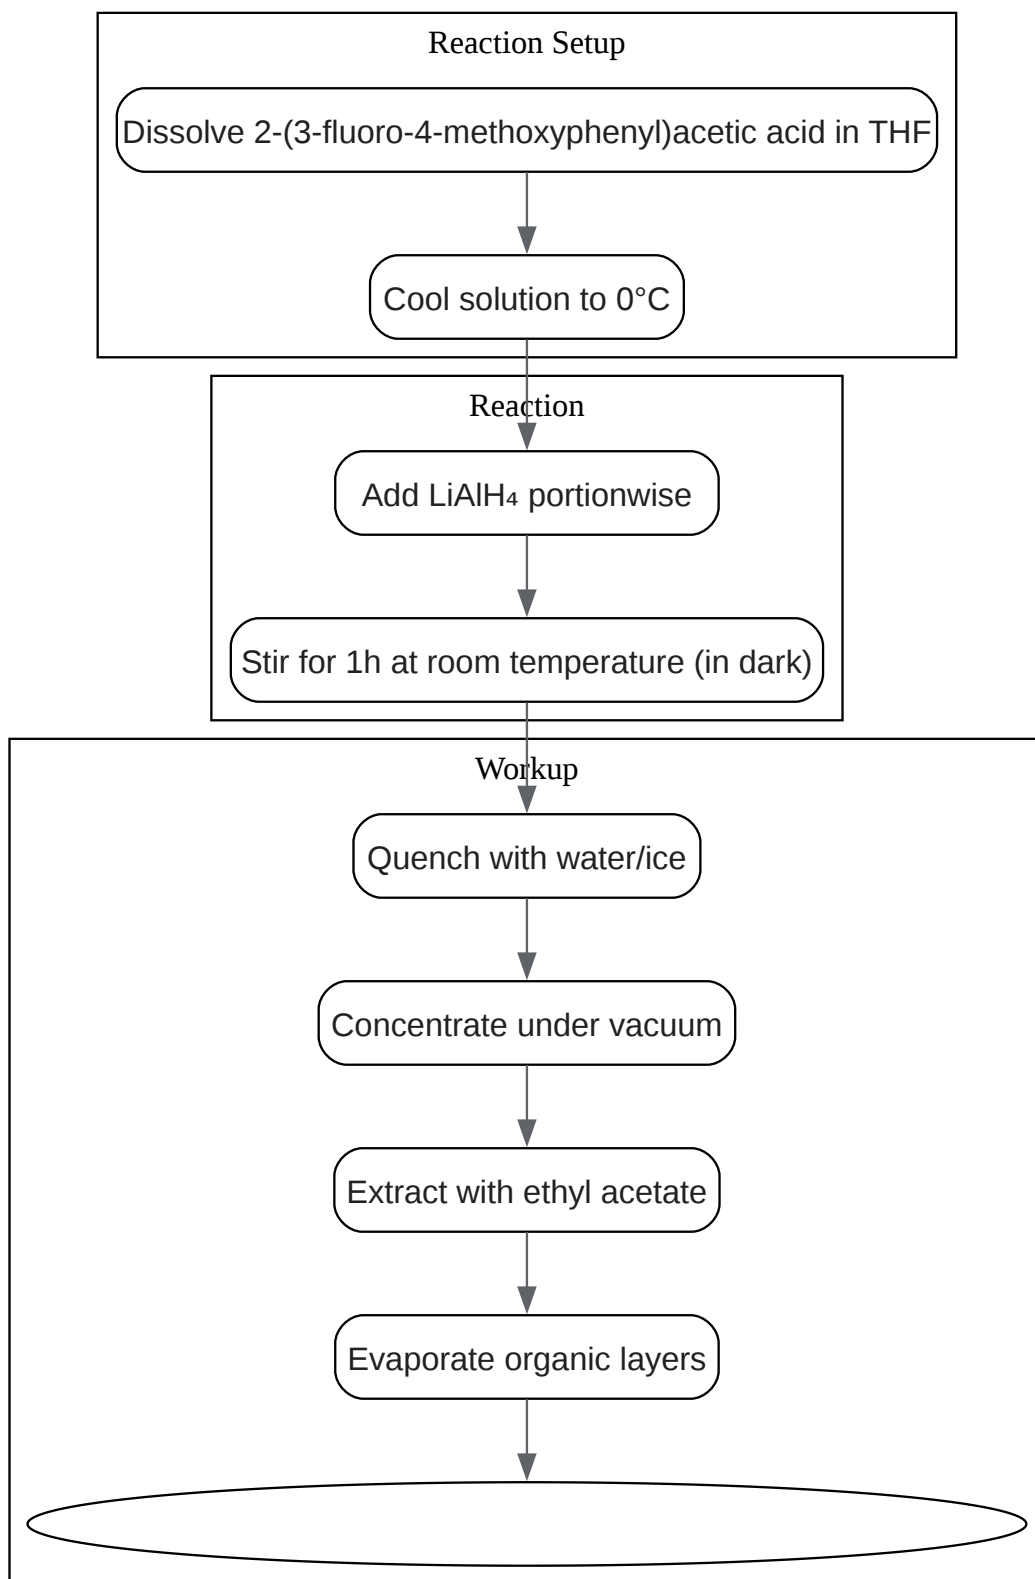 Reaction Setup
Dissolve 2-(3-fluoro-4-methoxyphenyl)acetic acid in THF
Cool solution to 0°C
Reaction
Add LiAlH₄ portionwise
Stir for 1h at room temperature (in dark)
Workup
Quench with water/ice
Concentrate under vacuum
Extract with ethyl acetate
Evaporate organic layers